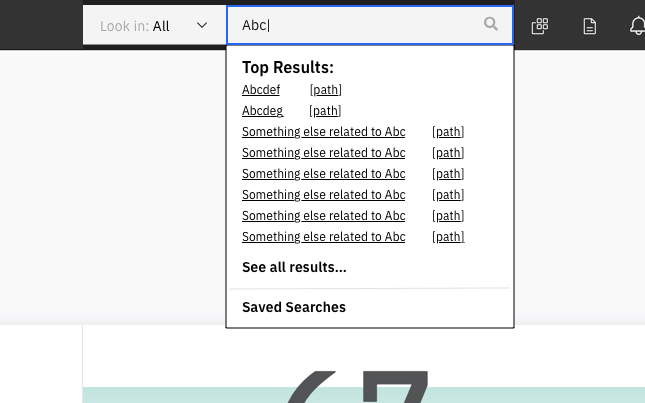 Look in: All
Abc
Top Results:
Abcdef [path]
Abcdeg [path]
Something else related to Abc [path]
Something else related to Abc [path]
Something else related to Abc [path]
Something else related to Abc [path]
Something else related to Abc [path]
Something else related to Abc [path]
See all results...
Saved Searches
67